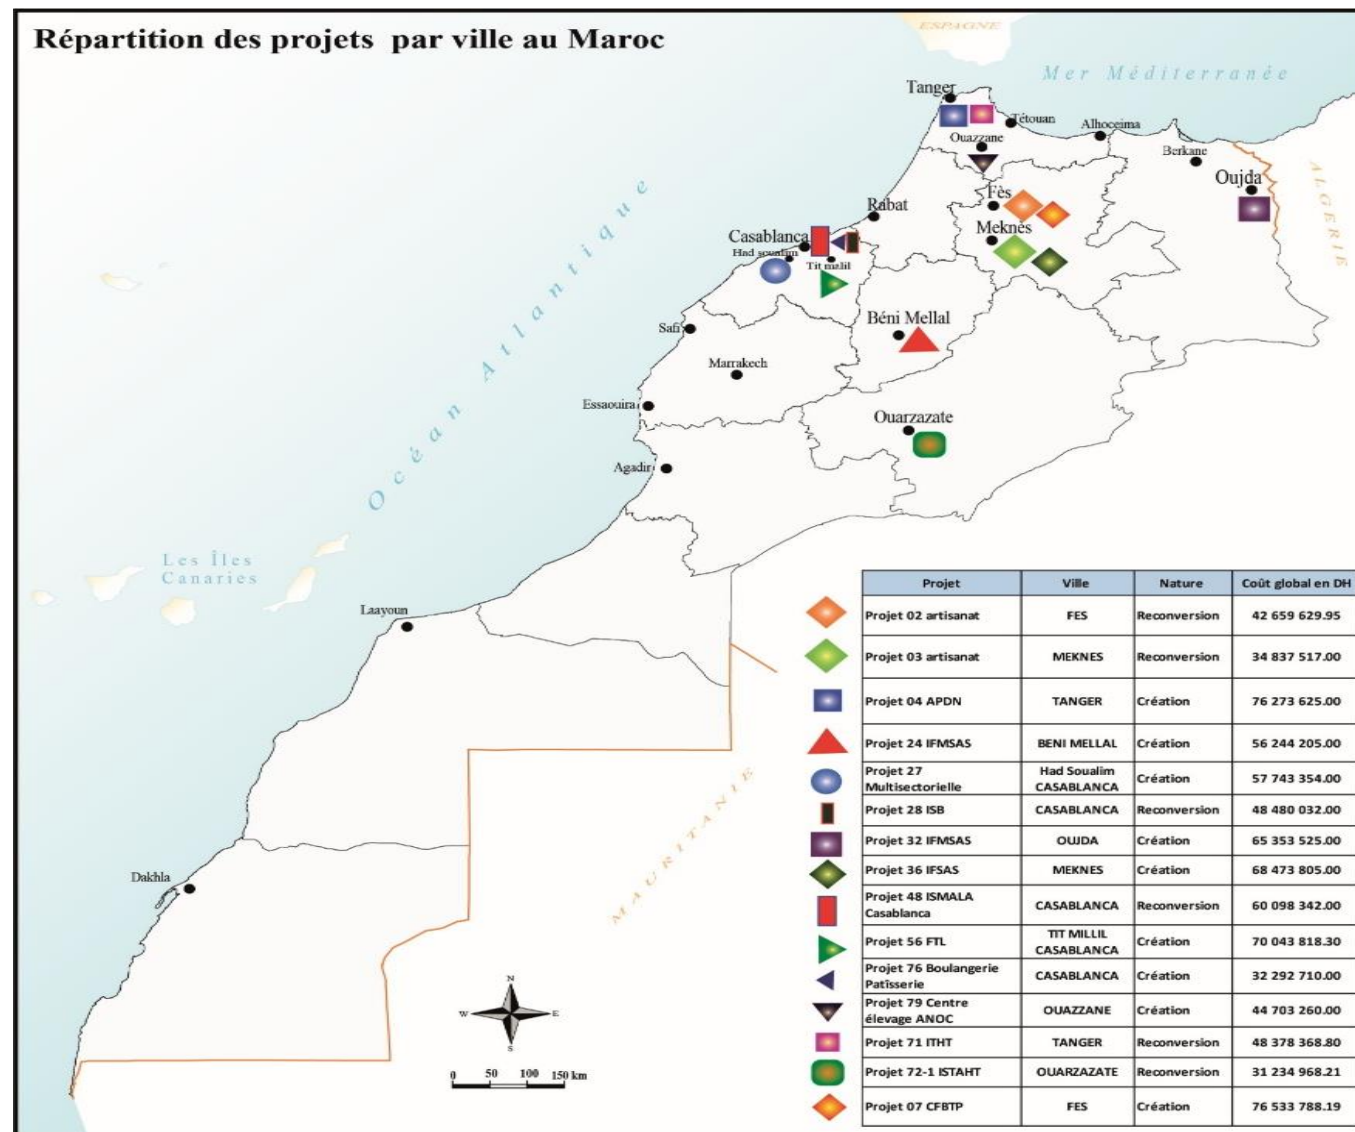 Répartition des projets par ville au Maroc
ESPAGNE
Mer Méditerranée
Tanger
Tétouan
Alhoceima
Ouazzane
Berkane
Oujda
ALGERIE
Fès
Rabat
Meknès
Casablanca
Had soualim
Tit malil
Océan Atlantique
Safi
Béni Mellal
Marrakech
Essaouira
Ouarzazate
Agadir
Les Îles
Canaries
Laayoun
MAURITANIE
Dakhla
N
W E
S
0 50 100 150 km
Projet Ville Nature Coût global en DH
Projet 02 artisanat FES Reconversion 42 659 629.95
Projet 03 artisanat MEKNES Reconversion 34 837 517.00
Projet 04 APDN TANGER Création 76 273 625.00
Projet 24 IFMSAS BENI MELLAL Création 56 244 205.00
Projet 27 Had Soualim
Multisectorielle CASABLANCA Création 57 743 354.00
Projet 28 ISB CASABLANCA Reconversion 48 480 032.00
Projet 32 IFMSAS OUJDA Création 65 353 525.00
Projet 36 IFSAS MEKNES Création 68 473 805.00
Projet 48 ISMALA
Casablanca CASABLANCA Reconversion 60 098 342.00
Projet 56 FTL TIT MILLIL
CASABLANCA Création 70 043 818.30
Projet 76 Boulangerie
Patîsserie CASABLANCA Création 32 292 710.00
Projet 79 Centre
élevage ANOC OUAZZANE Création 44 703 260.00
Projet 71 ITHT TANGER Reconversion 48 378 368.80
Projet 72-1 ISTAHT OUARZAZATE Reconversion 31 234 968.21
Projet 07 CFBTP FES Création 76 533 788.19